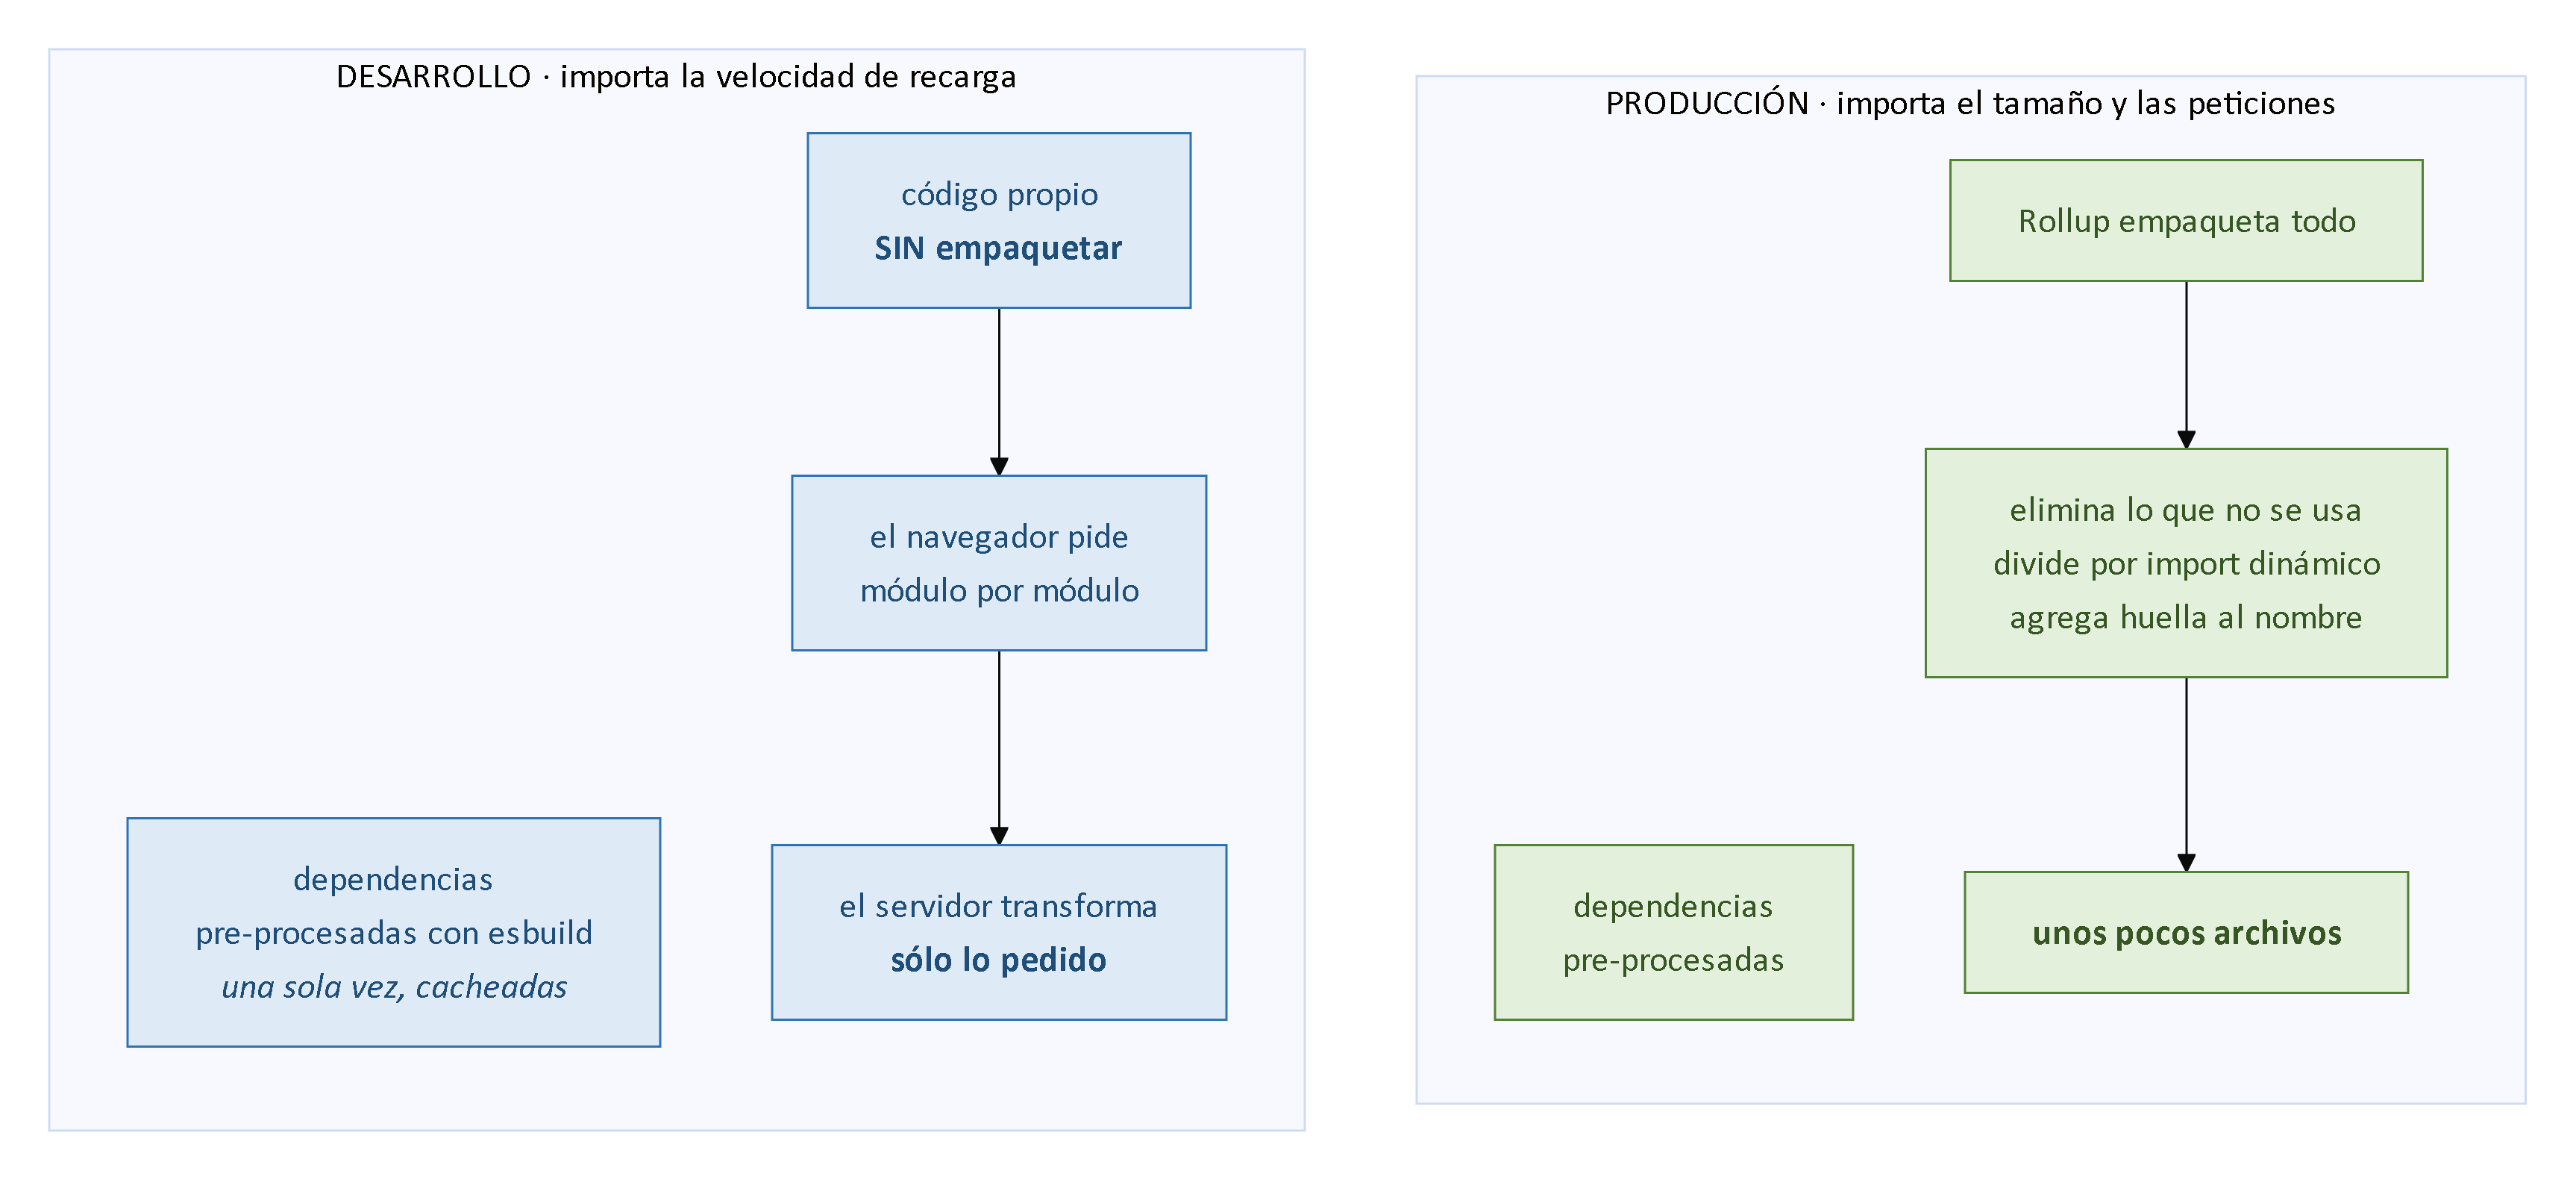 DESARROLLO · importa la velocidad de recarga
código propio
SIN empaquetar
el navegador pide
módulo por módulo
dependencias
pre-procesadas con esbuild
una sola vez, cacheadas
el servidor transforma
sólo lo pedido
PRODUCCIÓN · importa el tamaño y las peticiones
Rollup empaqueta todo
elimina lo que no se usa
divide por import dinámico
agrega huella al nombre
dependencias
pre-procesadas
unos pocos archivos